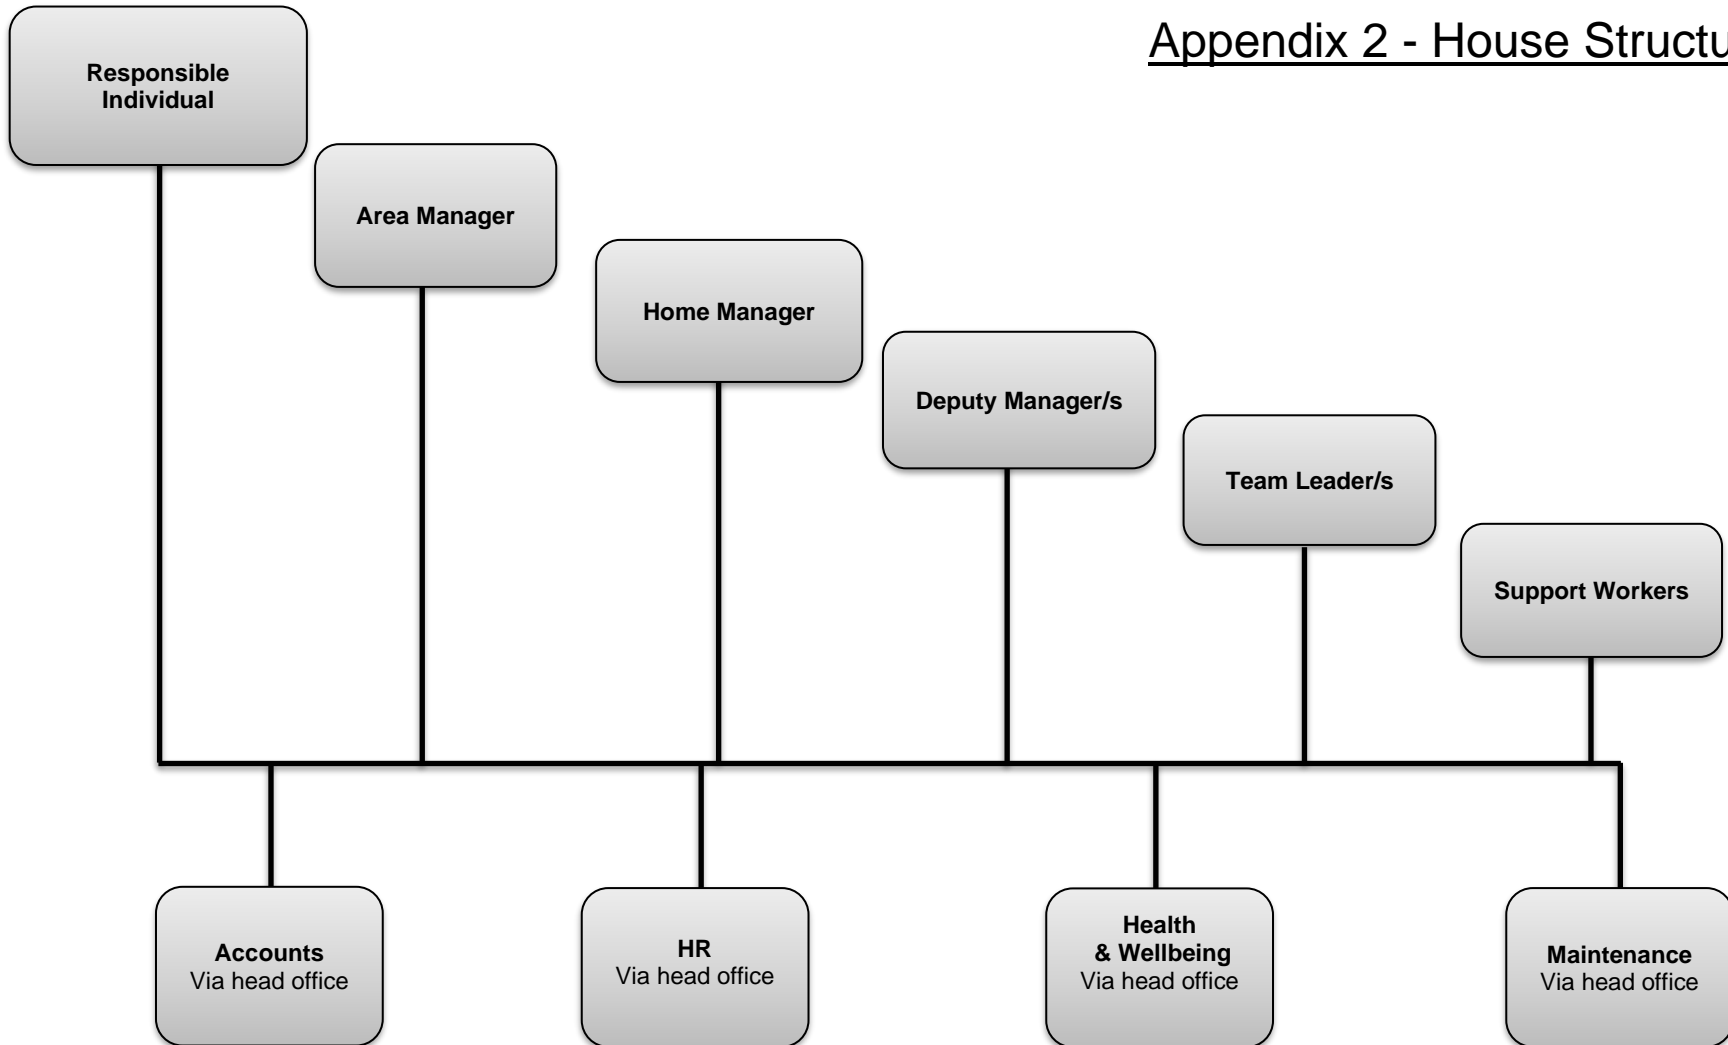 Appendix 2 - House Structu
Responsible
Individual
Area Manager
Home Manager
Deputy Manager/s
Team Leader/s
Support Workers
Accounts
Via head office
HR
Via head office
Health
& Wellbeing
Via head office
Maintenance
Via head office